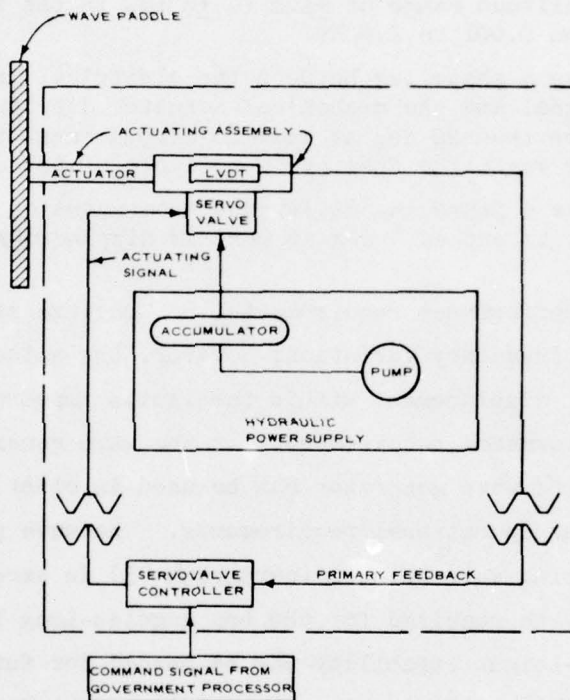 WAVE PADDLE
ACTUATING ASSEMBLY
ACTUATOR
LVDT
SERVO
VALVE
ACTUATING
SIGNAL
ACCUMULATOR
PUMP
HYDRAULIC
POWER SUPPLY
SERVOVALVE
CONTROLLER
PRIMARY FEEDBACK
COMMAND SIGNAL FROM
GOVERNMENT PROCESSOR